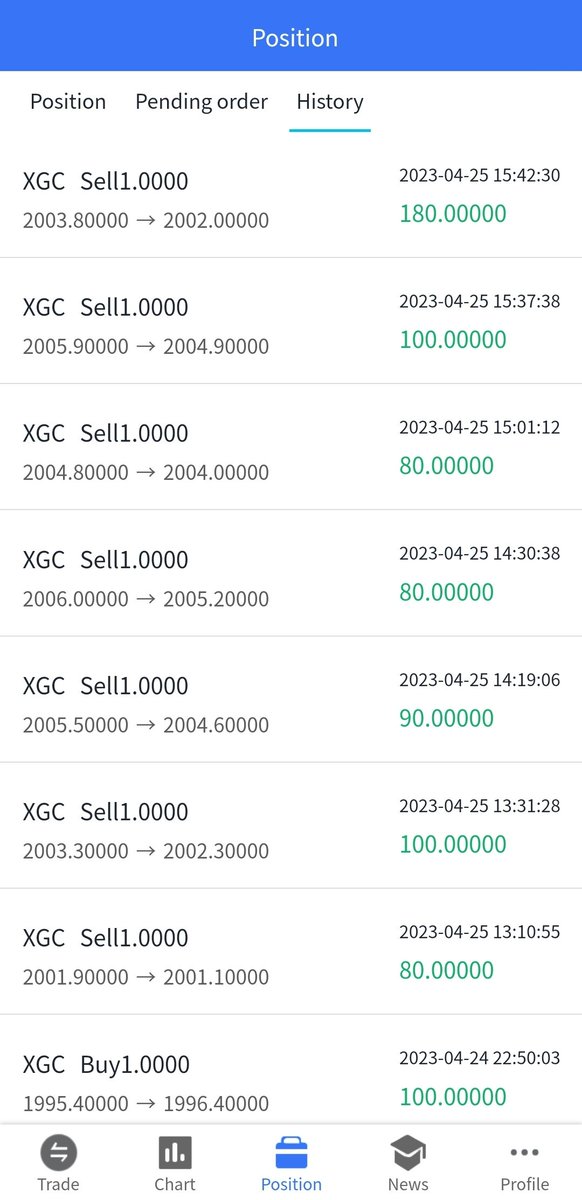 Position
Position Pending order History
XGC Sell1.0000 2023-04-25 15:42:30
2003.80000 → 2002.00000 180.00000
XGC Sell1.0000 2023-04-25 15:37:38
2005.90000 → 2004.90000 100.00000
XGC Sell1.0000 2023-04-25 15:01:12
2004.80000 → 2004.00000 80.00000
XGC Sell1.0000 2023-04-25 14:30:38
2006.00000 → 2005.20000 80.00000
XGC Sell1.0000 2023-04-25 14:19:06
2005.50000 → 2004.60000 90.00000
XGC Sell1.0000 2023-04-25 13:31:28
2003.30000 → 2002.30000 100.00000
XGC Sell1.0000 2023-04-25 13:10:55
2001.90000 → 2001.10000 80.00000
XGC Buy1.0000 2023-04-24 22:50:03
1995.40000 → 1996.40000 100.00000
Trade Chart Position News Profile